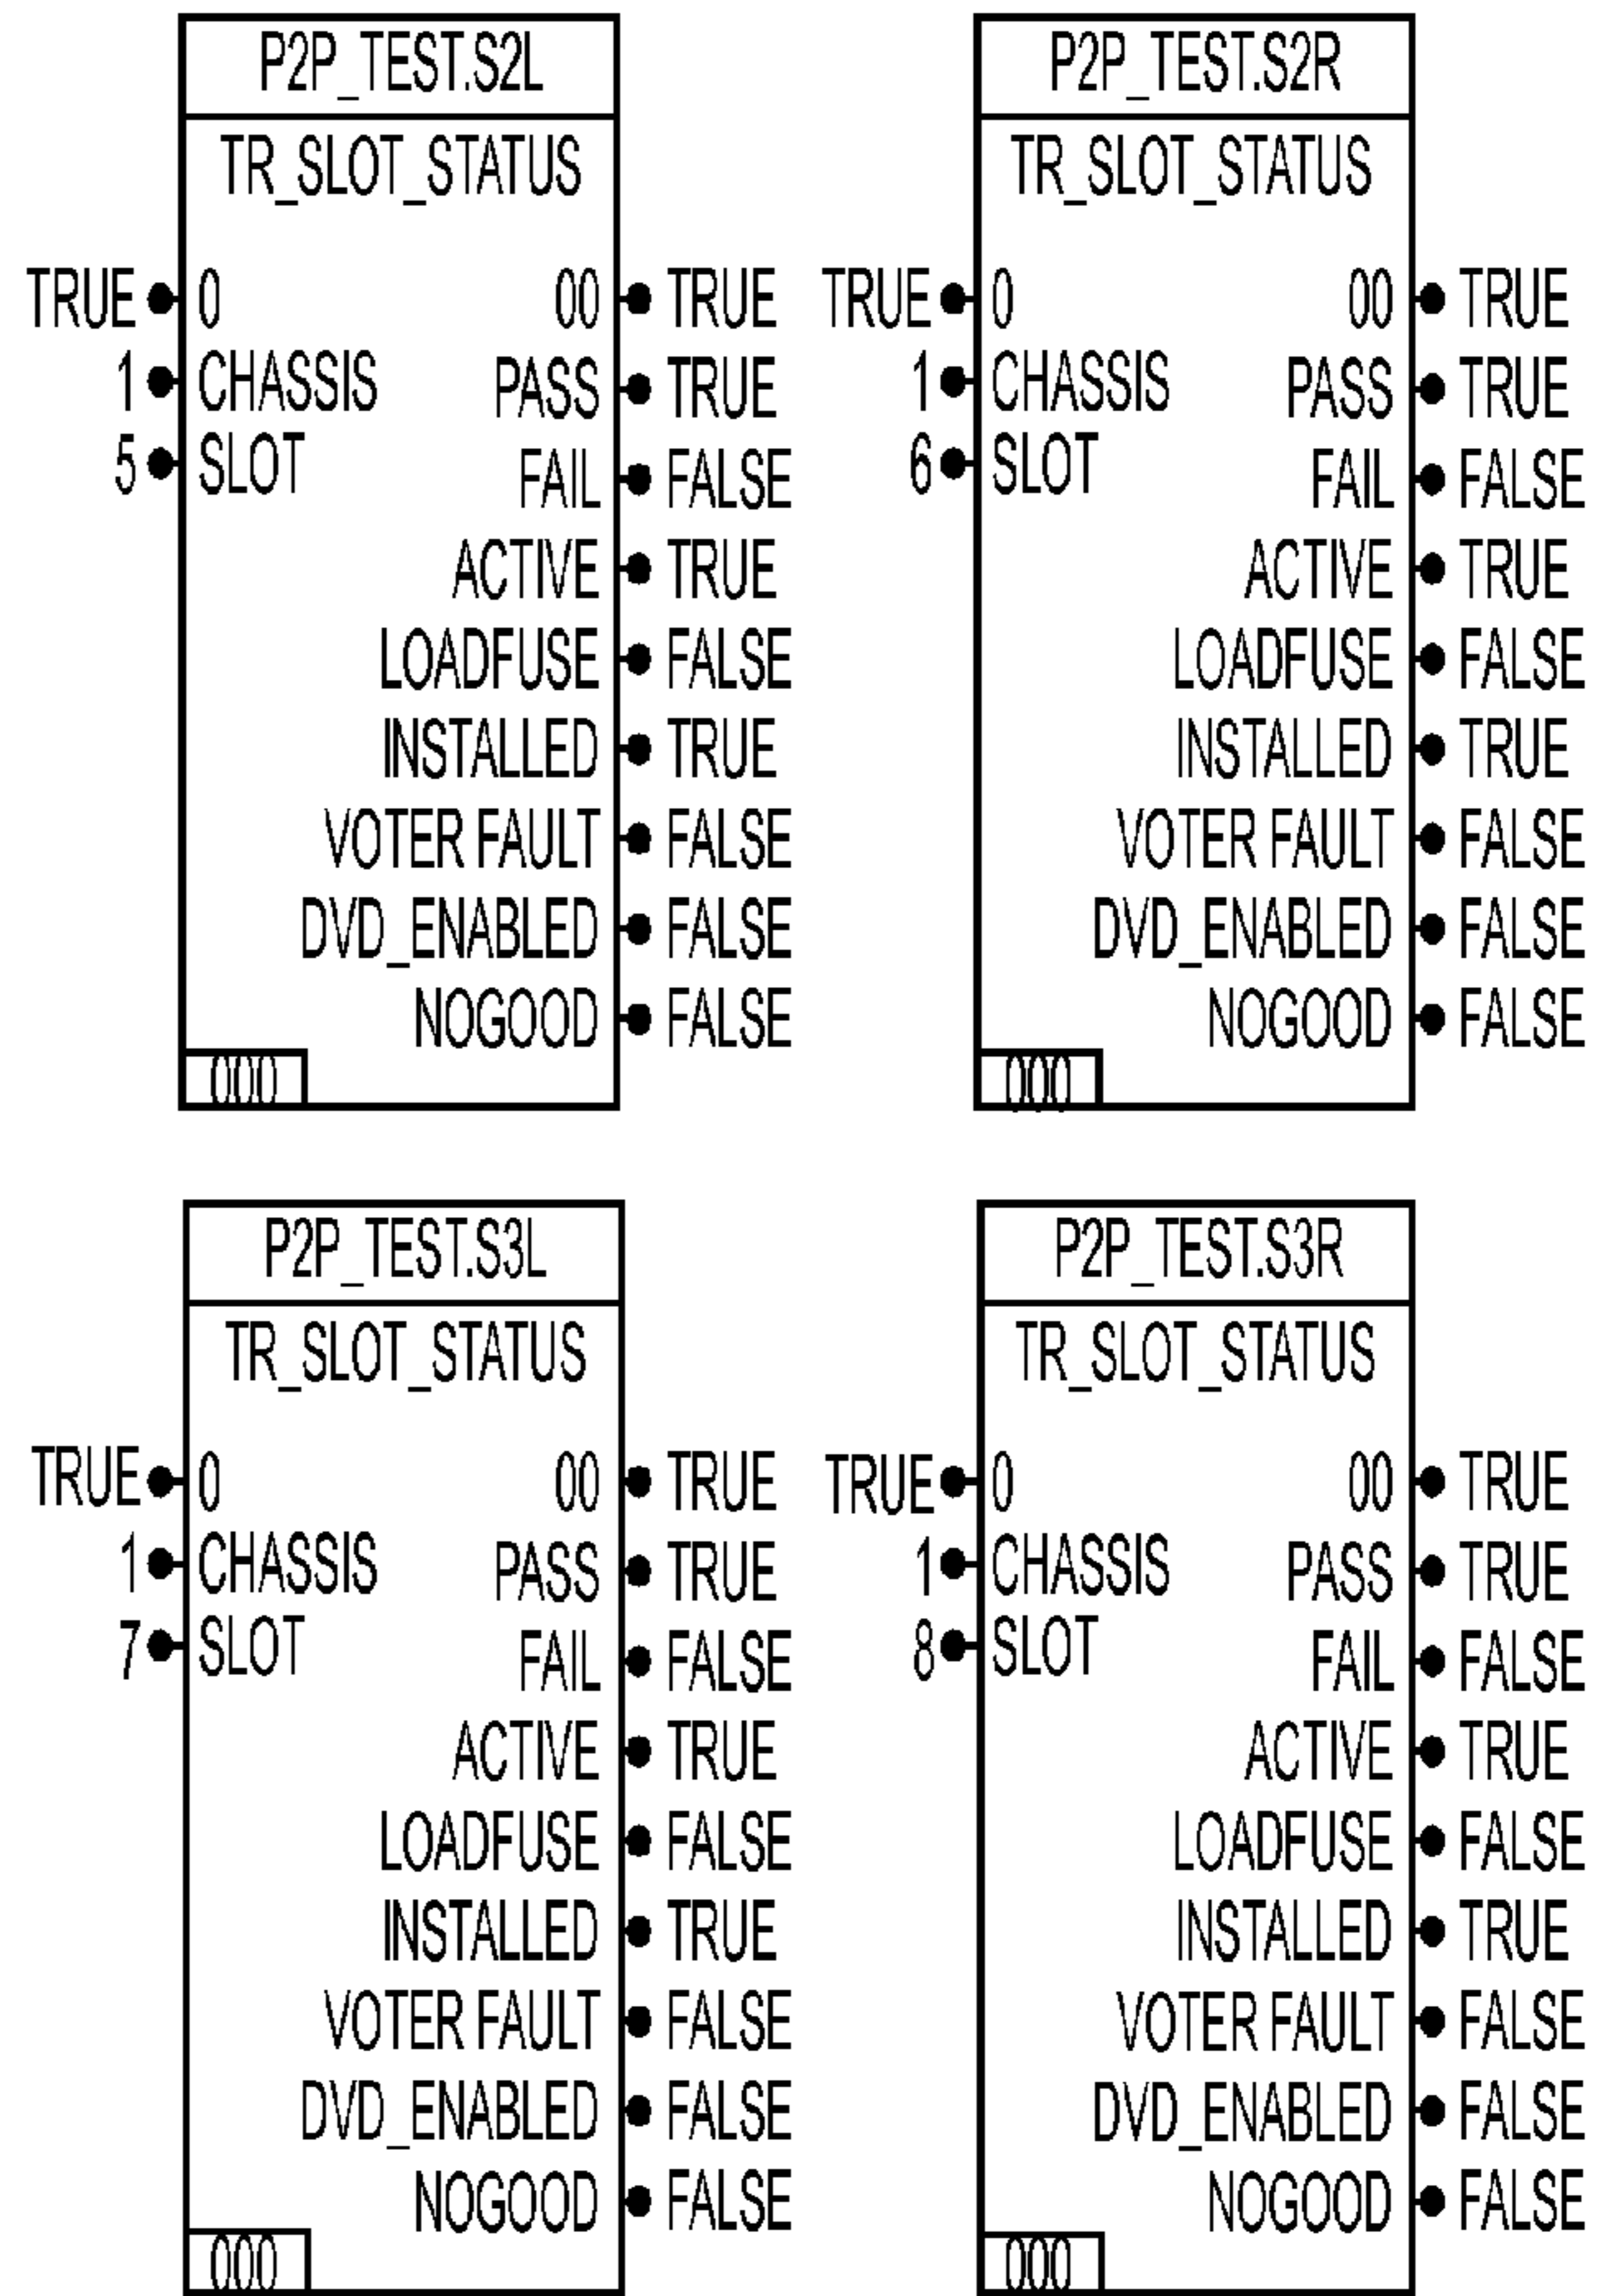 P2P_TEST.S2L
TR_SLOT_STATUS
TRUE 0 00 TRUE
1 CHASSIS PASS TRUE
5 SLOT FAIL FALSE
ACTIVE TRUE
LOADFUSE FALSE
INSTALLED TRUE
VOTER FAULT FALSE
DVD_ENABLED FALSE
NOGOOD FALSE
000
P2P_TEST.S2R
TR_SLOT_STATUS
TRUE 0 00 TRUE
1 CHASSIS PASS TRUE
6 SLOT FAIL FALSE
ACTIVE TRUE
LOADFUSE FALSE
INSTALLED TRUE
VOTER FAULT FALSE
DVD_ENABLED FALSE
NOGOOD FALSE
000
P2P_TEST.S3L
TR_SLOT_STATUS
TRUE 0 00 TRUE
1 CHASSIS PASS TRUE
7 SLOT FAIL FALSE
ACTIVE TRUE
LOADFUSE FALSE
INSTALLED TRUE
VOTER FAULT FALSE
DVD_ENABLED FALSE
NOGOOD FALSE
000
P2P_TEST.S3R
TR_SLOT_STATUS
TRUE 0 00 TRUE
1 CHASSIS PASS TRUE
8 SLOT FAIL FALSE
ACTIVE TRUE
LOADFUSE FALSE
INSTALLED TRUE
VOTER FAULT FALSE
DVD_ENABLED FALSE
NOGOOD FALSE
000